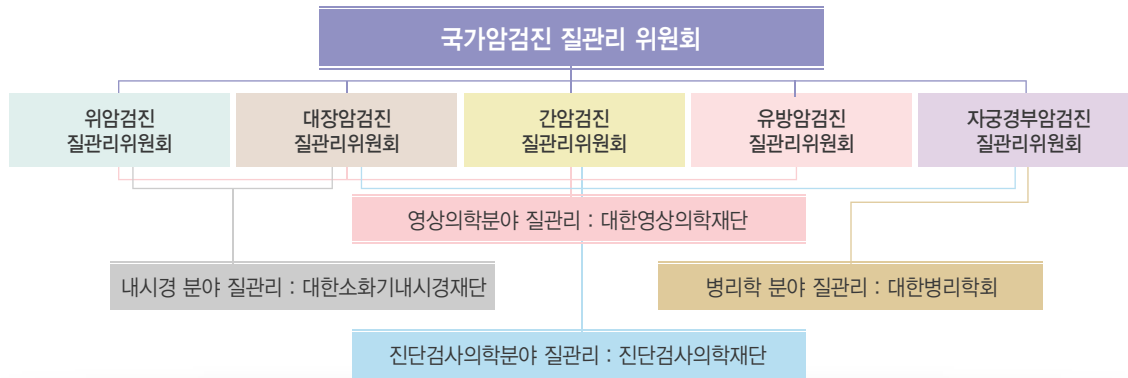 국가암검진 질관리 위원회
위암검진
질관리위원회
대장암검진
질관리위원회
간암검진
질관리위원회
유방암검진
질관리위원회
자궁경부암검진
질관리위원회
영상의학분야 질관리 : 대한영상의학재단
내시경 분야 질관리 : 대한소화기내시경재단
병리학 분야 질관리 : 대한병리학회
진단검사의학분야 질관리 : 진단검사의학재단